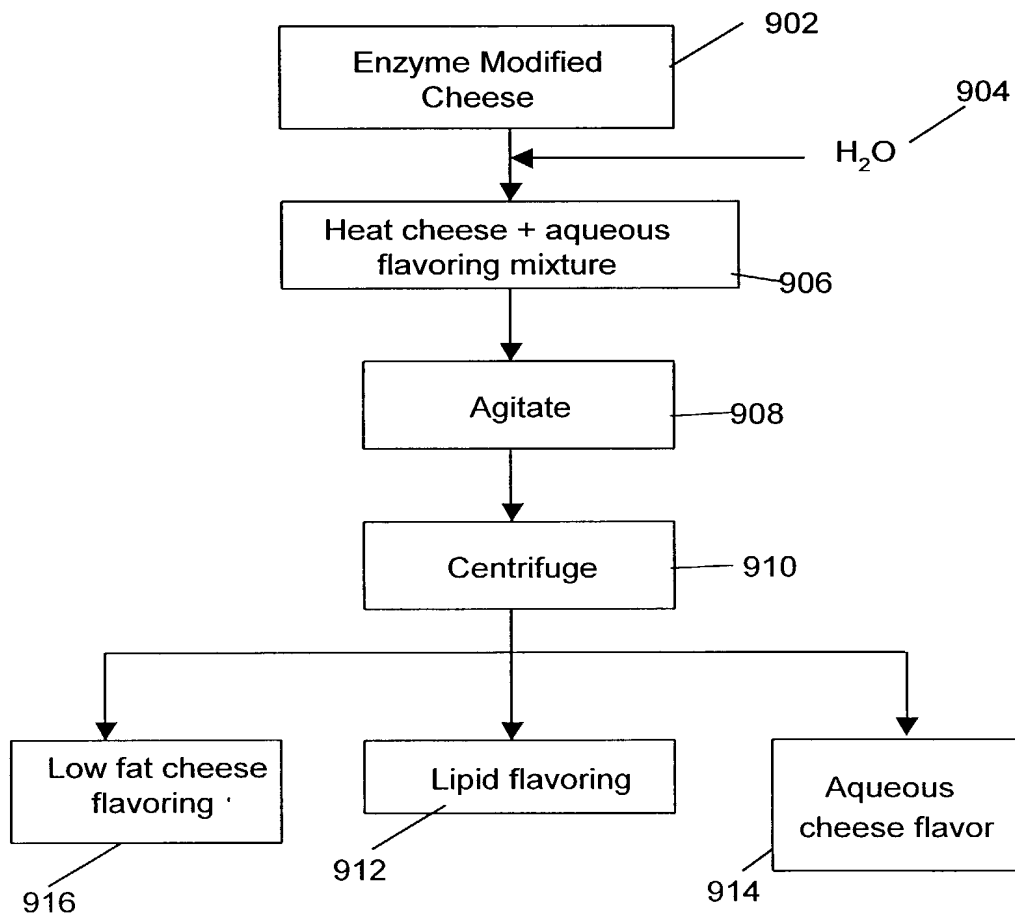 902
Enzyme Modified
Cheese
904
H₂O
Heat cheese + aqueous
flavoring mixture
906
Agitate
908
Centrifuge
910
Low fat cheese
flavoring
Lipid flavoring
Aqueous
cheese flavor
912
914
916